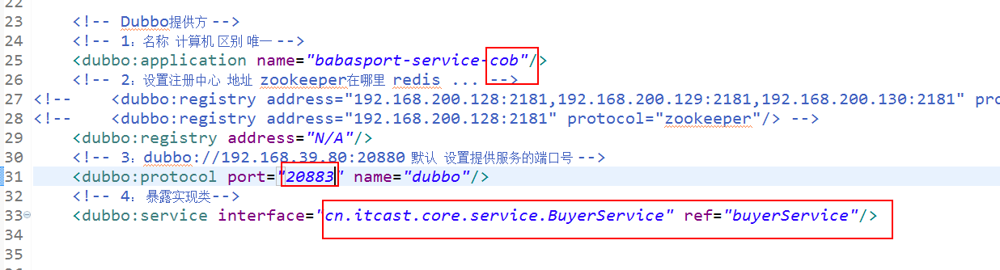 22
23 <!-- Dubbo提供方 -->
24 <!-- 1：名称 计算机 区别 唯一 -->
25 <dubbo:application name="babasport-service-cob"/>
26 <!-- 2：设置注册中心 地址 zookeeper在哪里 redis ... -->
27 <!-- <dubbo:registry address="192.168.200.128:2181,192.168.200.129:2181,192.168.200.130:2181" pro
28 <!-- <dubbo:registry address="192.168.200.128:2181" protocol="zookeeper"/> -->
29 <dubbo:registry address="N/A"/>
30 <!-- 3：dubbo://192.168.39.80:20880 默认 设置提供服务的端口号 -->
31 <dubbo:protocol port="20883" name="dubbo"/>
32 <!-- 4： 暴露实现类-->
33 <dubbo:service interface="cn.itcast.core.service.BuyerService" ref="buyerService"/>
34
35